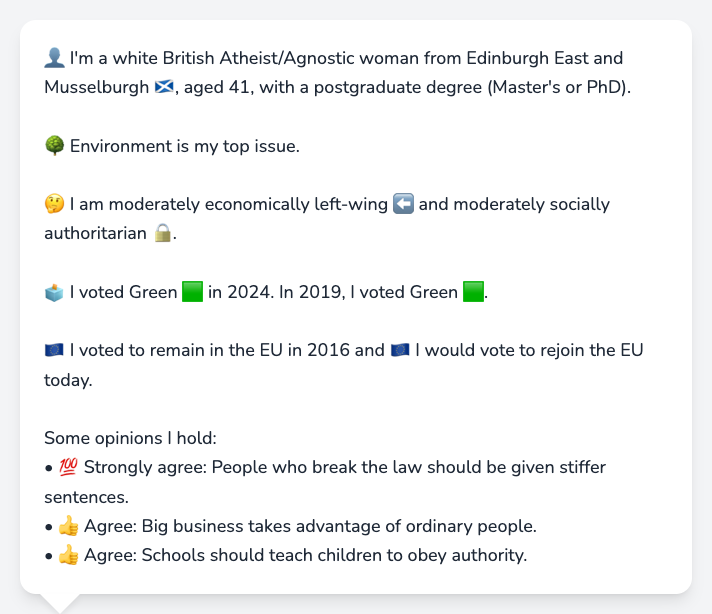 👤 I'm a white British Atheist/Agnostic woman from Edinburgh East and
Musselburgh 🏴󠁧󠁢󠁳󠁣󠁴󠁿, aged 41, with a postgraduate degree (Master's or PhD).
🌳 Environment is my top issue.
🤔 I am moderately economically left-wing ⬅️ and moderately socially
authoritarian 🔒.
🗳️ I voted Green 🟩 in 2024. In 2019, I voted Green 🟩.
🇪🇺 I voted to remain in the EU in 2016 and 🇪🇺 I would vote to rejoin the EU
today.
Some opinions I hold:
• 💯 Strongly agree: People who break the law should be given stiffer
sentences.
• 👍 Agree: Big business takes advantage of ordinary people.
• 👍 Agree: Schools should teach children to obey authority.